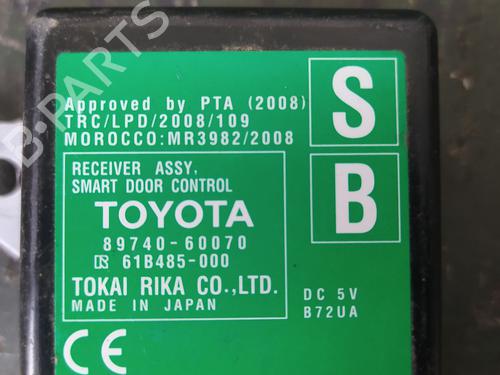 Approved by PTA (2008)
TRC/LPD/2008/109
MOROCCO:MR3982/2008
S
RECEIVER ASSY,
SMART DOOR CONTROL
B
TOYOTA
89740-60070
61B485-000
TOKAI RIKA CO.,LTD.
MADE IN JAPAN
DC 5V
B72UA
CE
B-PARTS